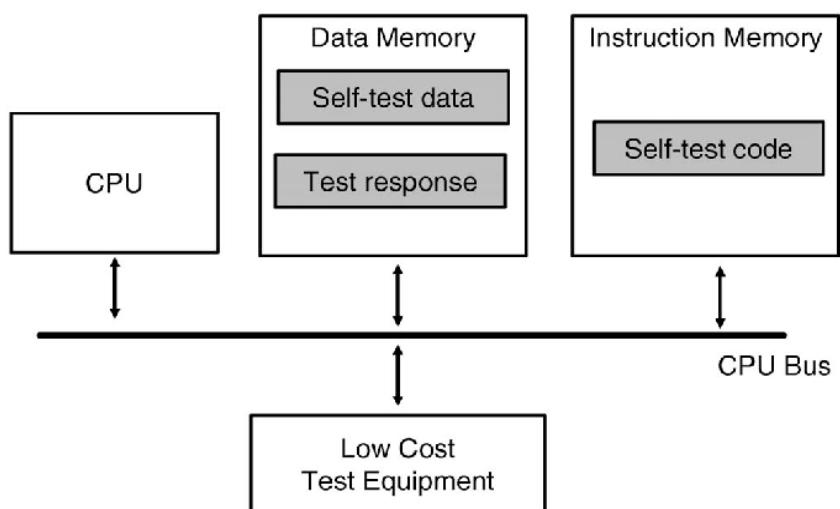 Data Memory
Instruction Memory
Self-test data
Self-test code
CPU
Test response
CPU Bus
Low Cost
Test Equipment